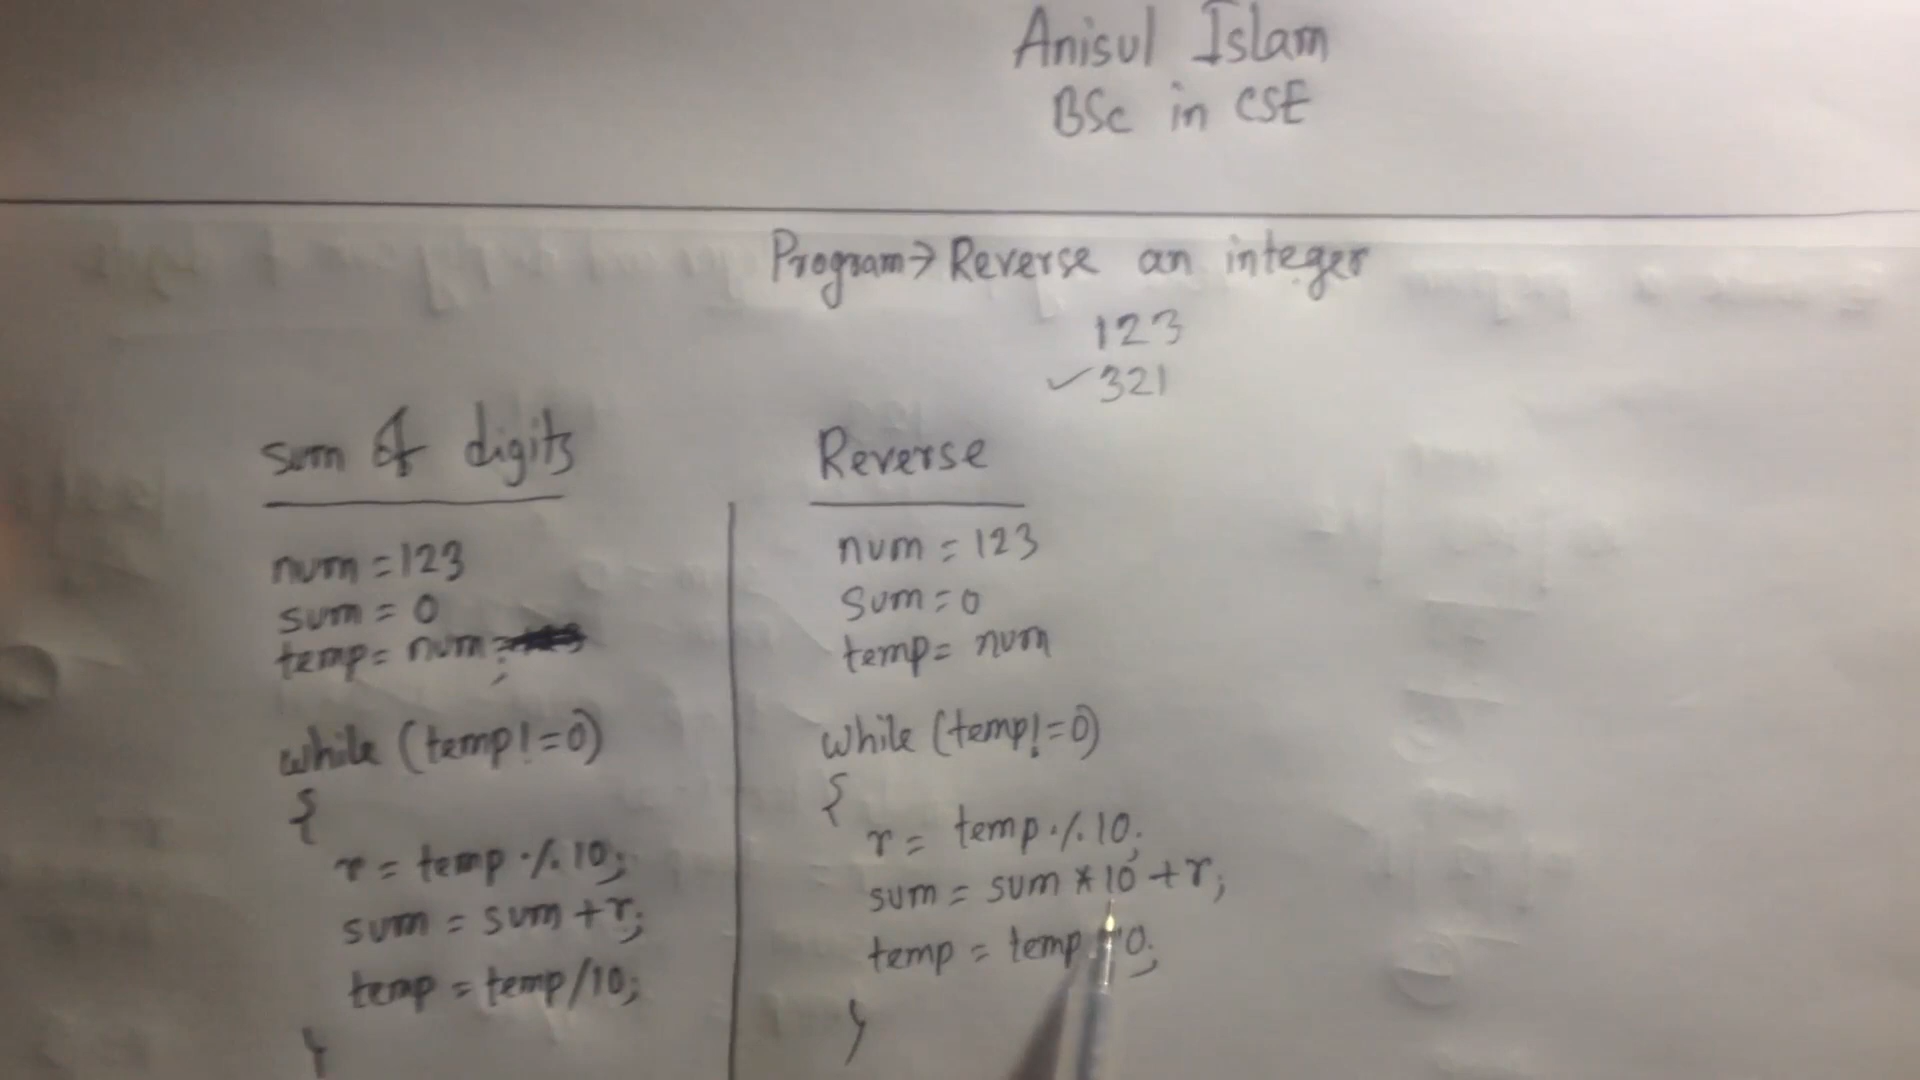 Anisul Islam
BSc in CSE
Program→ Reverse an integer
123
✓321
sum of digits
num = 123
sum = 0
temp = num;
while (temp! = 0)
{
r = temp % 10;
sum = sum + r;
temp = temp/10;
}
Reverse
num = 123
sum = 0
temp = num
while (temp! = 0)
{
r = temp % 10;
sum = sum * 10 + r;
temp = temp 0;
}